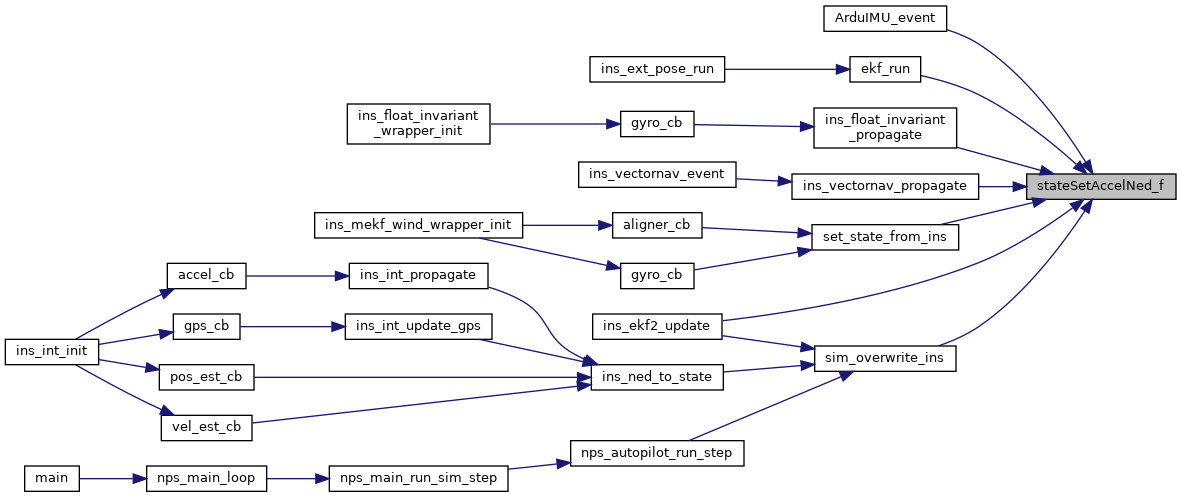 ArduIMU_event
ins_ext_pose_run
ekf_run
ins_float_invariant
_wrapper_init
gyro_cb
ins_float_invariant
_propagate
ins_vectornav_event
ins_vectornav_propagate
stateSetAccelNed_f
ins_mekf_wind_wrapper_init
aligner_cb
set_state_from_ins
gyro_cb
accel_cb
ins_int_propagate
gps_cb
ins_int_update_gps
ins_ekf2_update
ins_int_init
sim_overwrite_ins
pos_est_cb
ins_ned_to_state
vel_est_cb
nps_autopilot_run_step
main
nps_main_loop
nps_main_run_sim_step